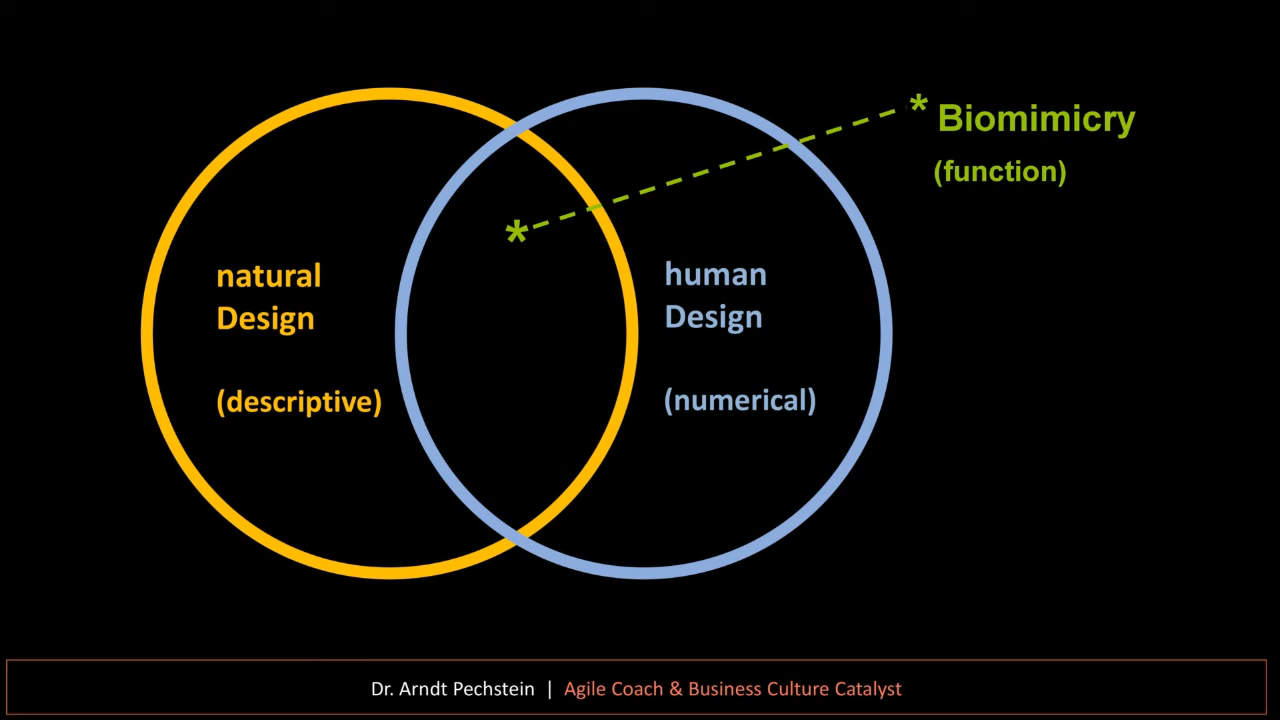 * Biomimicry
(function)
*
natural
Design
(descriptive)
human
Design
(numerical)
Dr. Arndt Pechstein | Agile Coach & Business Culture Catalyst